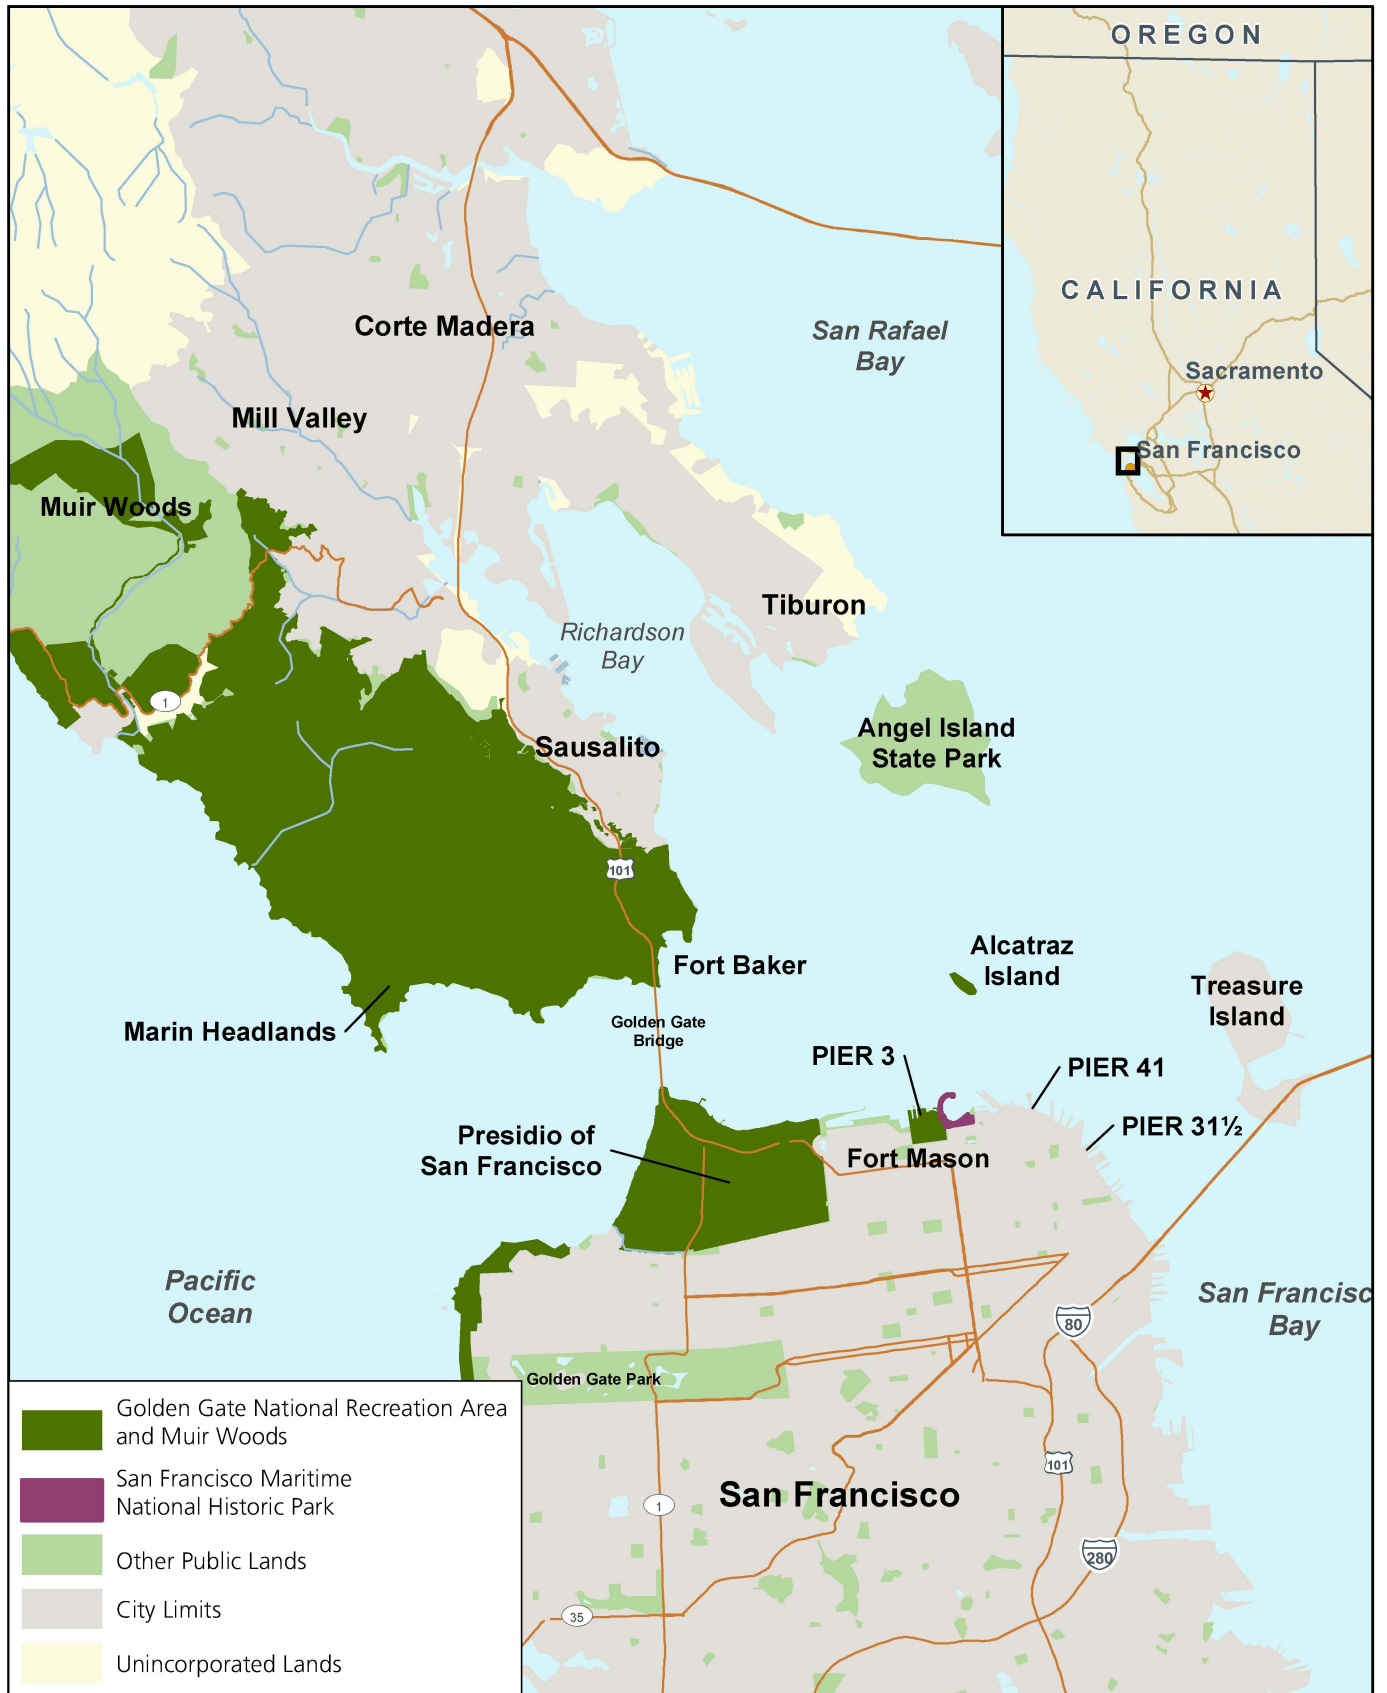 OREGON
CALIFORNIA
Sacramento
San Francisco
Corte Madera
San Rafael
Bay
Mill Valley
Muir Woods
Tiburon
Richardson
Bay
1
Sausalito
Angel Island
State Park
101
Fort Baker
Alcatraz
Island
Treasure
Island
Marin Headlands
Golden Gate
Bridge
PIER 3
PIER 41
PIER 31½
Presidio of
San Francisco
Fort Mason
Pacific
Ocean
San Francisc
Bay
80
Golden Gate Park
101
San Francisco
1
280
35
Golden Gate National Recreation Area
and Muir Woods
San Francisco Maritime
National Historic Park
Other Public Lands
City Limits
Unincorporated Lands